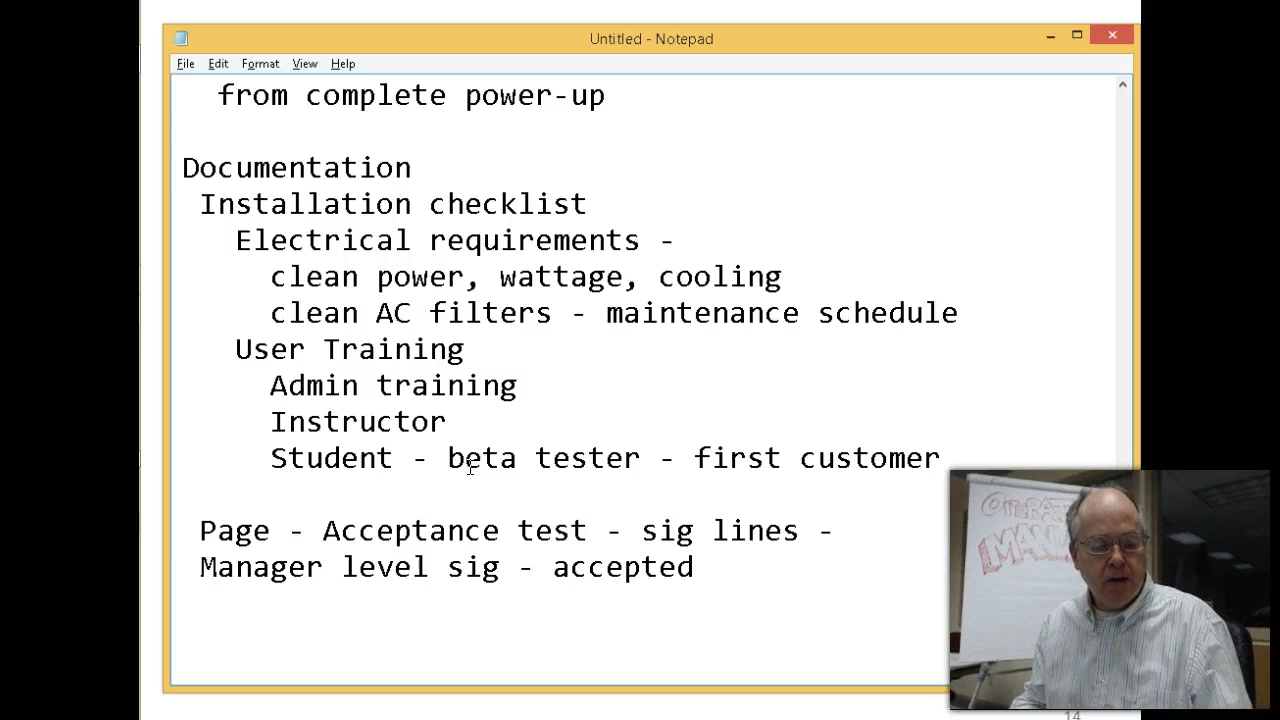 Untitled - Notepad
File Edit Format View Help
from complete power-up
Documentation
Installation checklist
Electrical requirements -
clean power, wattage, cooling
clean AC filters - maintenance schedule
User Training
Admin training
Instructor
Student - beta tester - first customer
Page - Acceptance test - sig lines -
Manager level sig - accepted
14